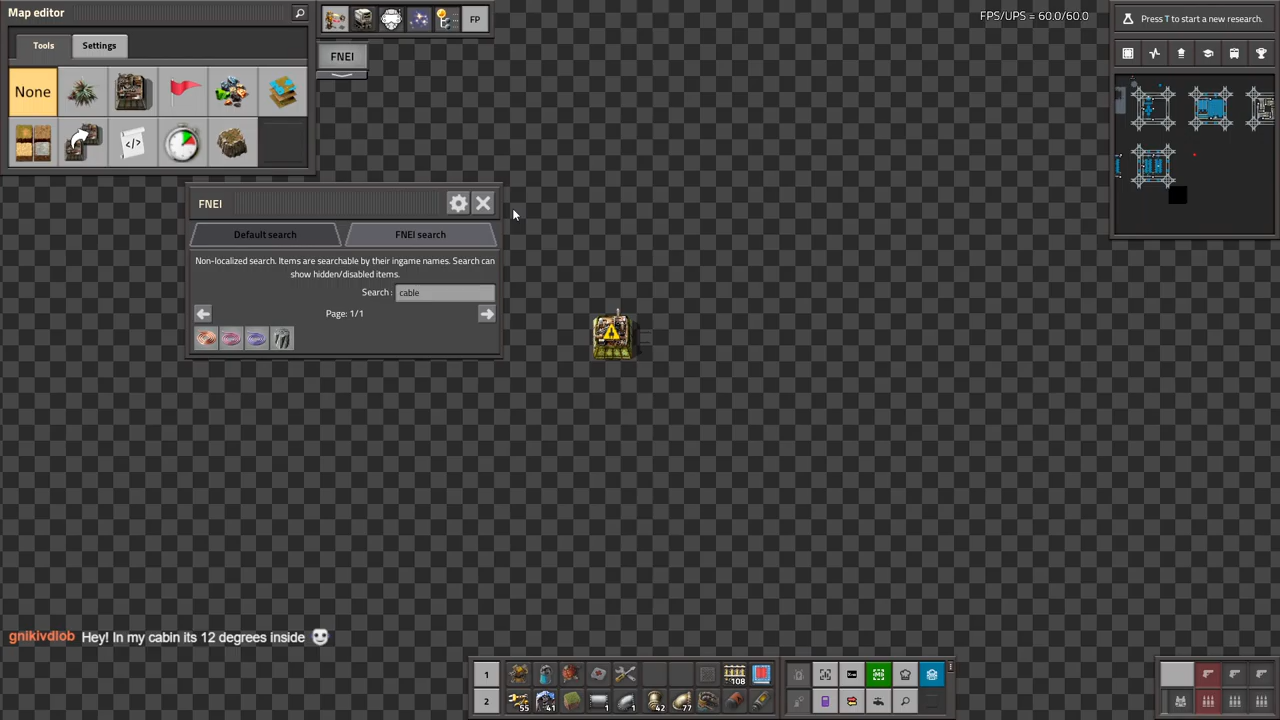 Map editor
FP
FPS/UPS = 60.0/60.0
Press T to start a new research.
Tools
Settings
FNEI
None
</>
FNEI
Default search
FNEI search
Non-localized search. Items are searchable by their ingame names. Search can
show hidden/disabled items.
Search :
cable
Page: 1/1
gnikivdlob Hey! In my cabin its 12 degrees inside
1
108
2
55
41
1
1
42
77